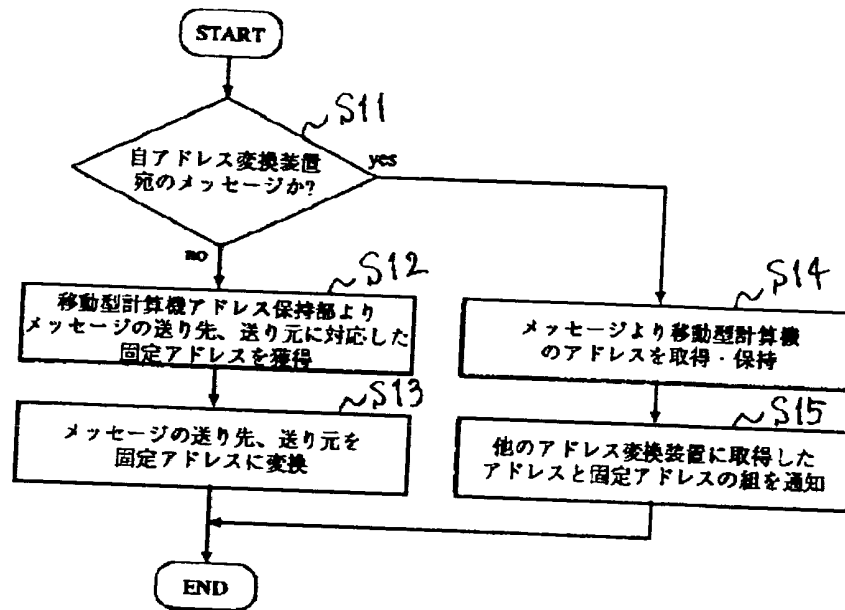 START
S11
自アドレス変換装置
宛のメッセージか?
yes
no
S12
移動型計算機アドレス保持部より
メッセージの送り先、送り元に対応した
固定アドレスを獲得
S13
メッセージの送り先、送り元を
固定アドレスに変換
S14
メッセージより移動型計算機
のアドレスを取得・保持
S15
他のアドレス変換装置に取得した
アドレスと固定アドレスの組を通知
END